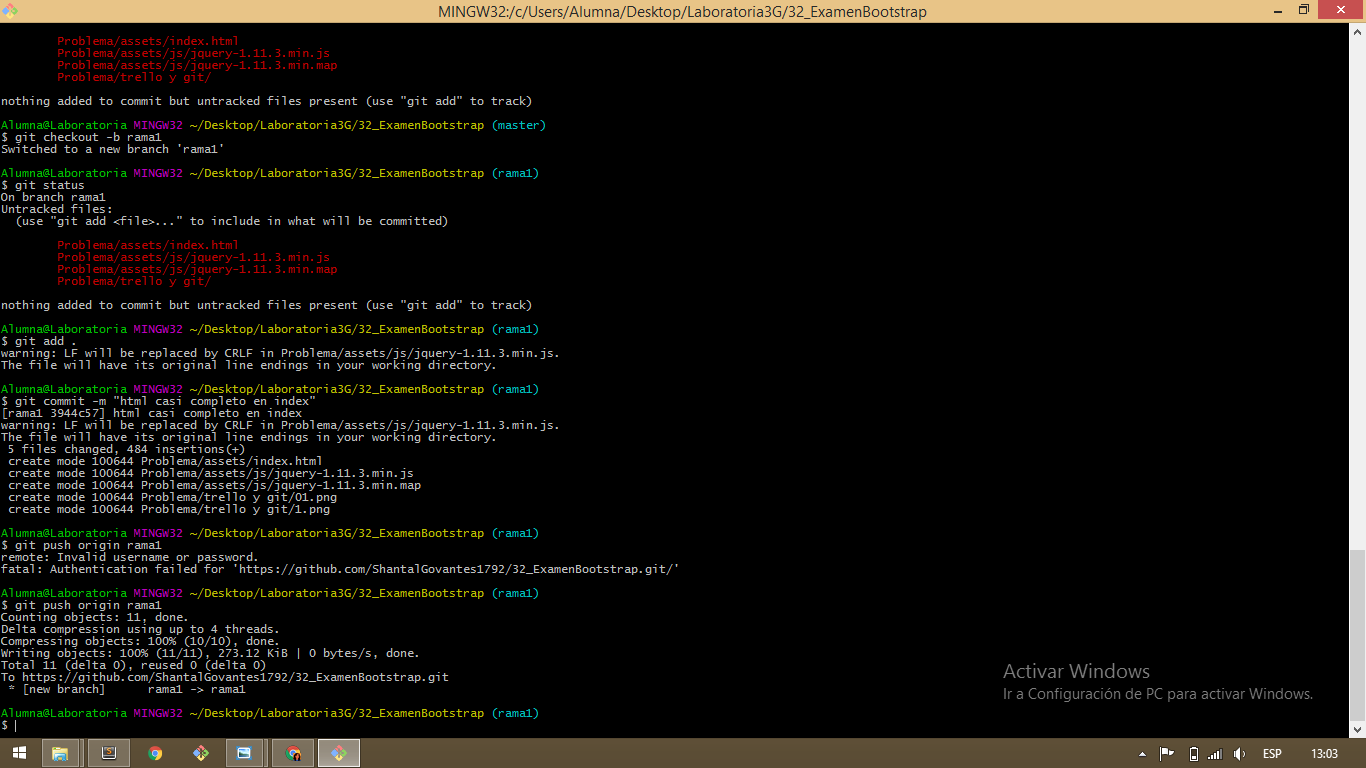 MINGW32:/c/Users/Alumna/Desktop/Laboratoria3G/32_ExamenBootstrap
Problema/assets/index.html
Problema/assets/js/jquery-1.11.3.min.js
Problema/assets/js/jquery-1.11.3.min.map
Problema/trello y git/
nothing added to commit but untracked files present (use "git add" to track)
Alumna@Laboratoria MINGW32 ~/Desktop/Laboratoria3G/32_ExamenBootstrap (master)
$ git checkout -b rama1
Switched to a new branch 'rama1'
Alumna@Laboratoria MINGW32 ~/Desktop/Laboratoria3G/32_ExamenBootstrap (rama1)
$ git status
On branch rama1
Untracked files:
(use "git add <file>..." to include in what will be committed)
Problema/assets/index.html
Problema/assets/js/jquery-1.11.3.min.js
Problema/assets/js/jquery-1.11.3.min.map
Problema/trello y git/
nothing added to commit but untracked files present (use "git add" to track)
Alumna@Laboratoria MINGW32 ~/Desktop/Laboratoria3G/32_ExamenBootstrap (rama1)
$ git add .
warning: LF will be replaced by CRLF in Problema/assets/js/jquery-1.11.3.min.js.
The file will have its original line endings in your working directory.
Alumna@Laboratoria MINGW32 ~/Desktop/Laboratoria3G/32_ExamenBootstrap (rama1)
$ git commit -m "html casi completo en index"
[rama1 3944c57] html casi completo en index
warning: LF will be replaced by CRLF in Problema/assets/js/jquery-1.11.3.min.js.
The file will have its original line endings in your working directory.
5 files changed, 484 insertions(+)
create mode 100644 Problema/assets/index.html
create mode 100644 Problema/assets/js/jquery-1.11.3.min.js
create mode 100644 Problema/assets/js/jquery-1.11.3.min.map
create mode 100644 Problema/trello y git/01.png
create mode 100644 Problema/trello y git/1.png
Alumna@Laboratoria MINGW32 ~/Desktop/Laboratoria3G/32_ExamenBootstrap (rama1)
$ git push origin rama1
remote: Invalid username or password.
fatal: Authentication failed for 'https://github.com/ShantalGovantes1792/32_ExamenBootstrap.git/'
Alumna@Laboratoria MINGW32 ~/Desktop/Laboratoria3G/32_ExamenBootstrap (rama1)
$ git push origin rama1
Counting objects: 11, done.
Delta compression using up to 4 threads.
Compressing objects: 100% (10/10), done.
Writing objects: 100% (11/11), 273.12 KiB | 0 bytes/s, done.
Total 11 (delta 0), reused 0 (delta 0)
To https://github.com/ShantalGovantes1792/32_ExamenBootstrap.git
* [new branch]      rama1 -> rama1
Alumna@Laboratoria MINGW32 ~/Desktop/Laboratoria3G/32_ExamenBootstrap (rama1)
$
Activar Windows
Ir a Configuración de PC para activar Windows.
ESP
13:03